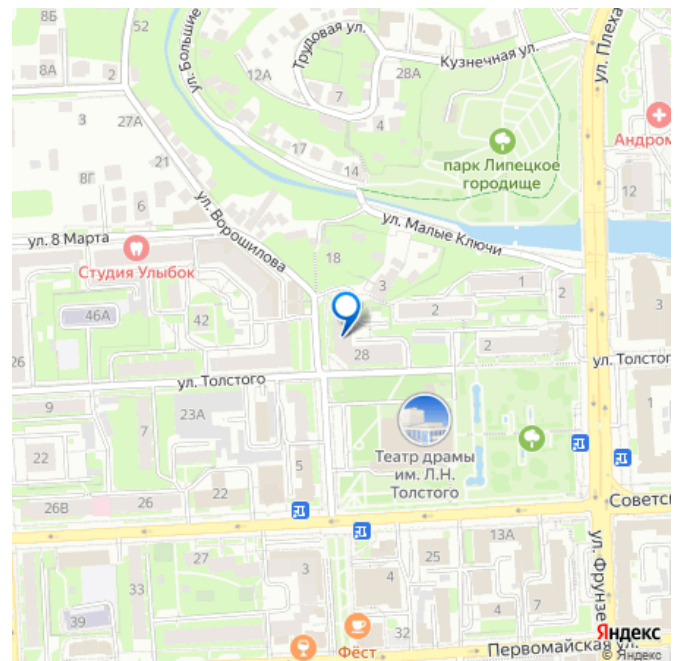 8Б
52
Трудовая ул.
Кузнечная ул.
ул. Плеха
ул. Большие
8А
2
12А
7
28А
4
Андром
3
27А
21
17
14
парк Липецкое
городище
12
8Г
6
ул. Ворошилова
ул. Малые Ключи
ул. 8 Марта
Студия Улыбок
18
3
1
2
3
46А
42
2
2
26
28
ул. Толстого
ул. Толстог
9
23А
7
5
1
22
Театр драмы
им. Л.Н.
Толстого
26В
26
22
Советс
27
3
25
13А
ул. Фрунзе
33
4
4
7
39
Фёст
32
Первомайская ул.
Яндекс
© Яндекс